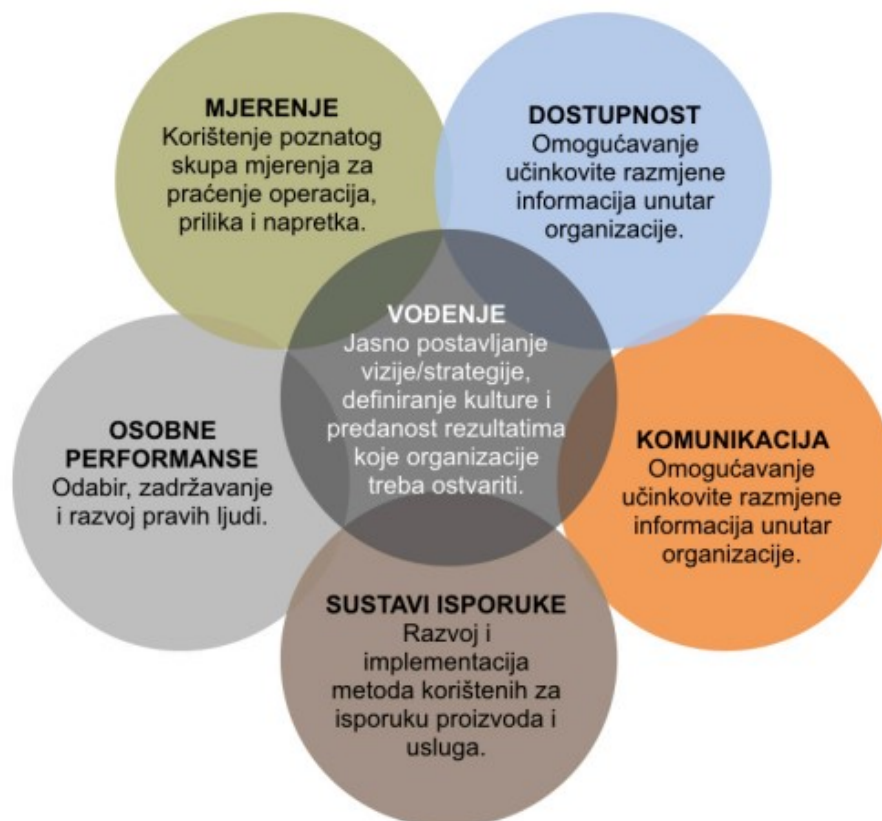 MJERENJE
Korištenje poznatog
skupa mjerenja za
praćenje operacija,
prilika i napretka.
DOSTUPNOST
Omogućavanje
učinkovite razmjene
informacija unutar
organizacije.
VOĐENJE
Jasno postavljanje
vizije/strategije,
definiranje kulture i
predanost rezultatima
koje organizacije
treba ostvariti.
OSOBNE
PERFORMANSE
Odabir, zadržavanje
i razvoj pravih ljudi.
KOMUNIKACIJA
Omogućavanje
učinkovite razmjene
informacija unutar
organizacije.
SUSTAVI ISPORUKE
Razvoj i
implementacija
metoda korištenih za
isporuku proizvoda i
usluga.